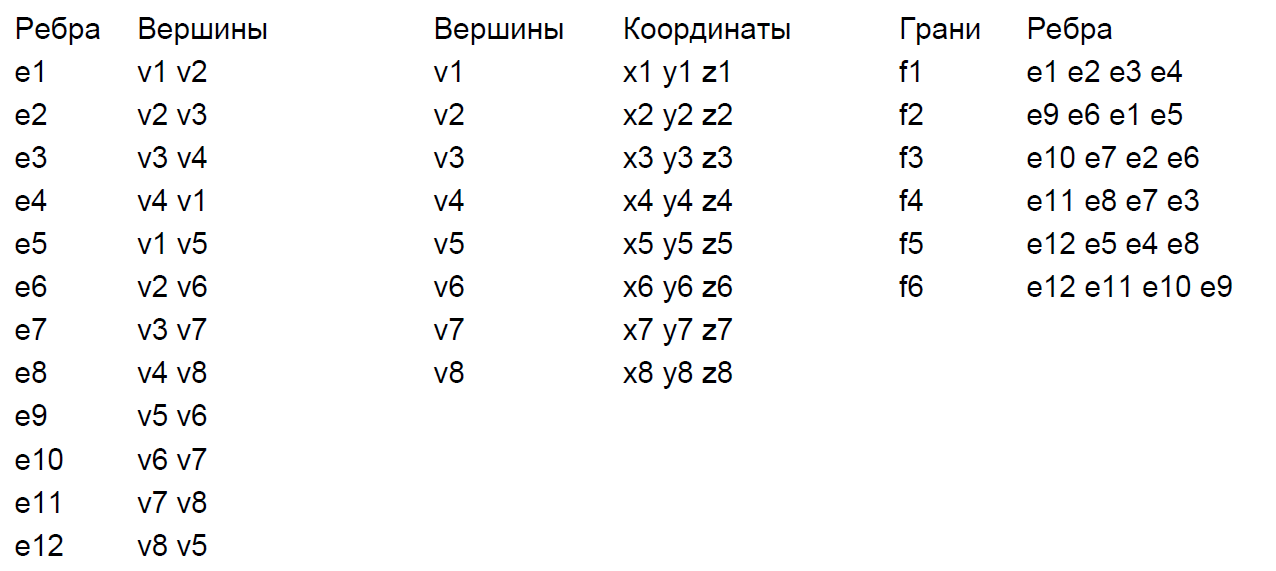 Ребра Вершины Вершины Координаты Грани Ребра
e1 v1 v2 v1 x1 y1 z1 f1 e1 e2 e3 e4
e2 v2 v3 v2 x2 y2 z2 f2 e9 e6 e1 e5
e3 v3 v4 v3 x3 y3 z3 f3 e10 e7 e2 e6
e4 v4 v1 v4 x4 y4 z4 f4 e11 e8 e7 e3
e5 v1 v5 v5 x5 y5 z5 f5 e12 e5 e4 e8
e6 v2 v6 v6 x6 y6 z6 f6 e12 e11 e10 e9
e7 v3 v7 v7 x7 y7 z7
e8 v4 v8 v8 x8 y8 z8
e9 v5 v6
e10 v6 v7
e11 v7 v8
e12 v8 v5